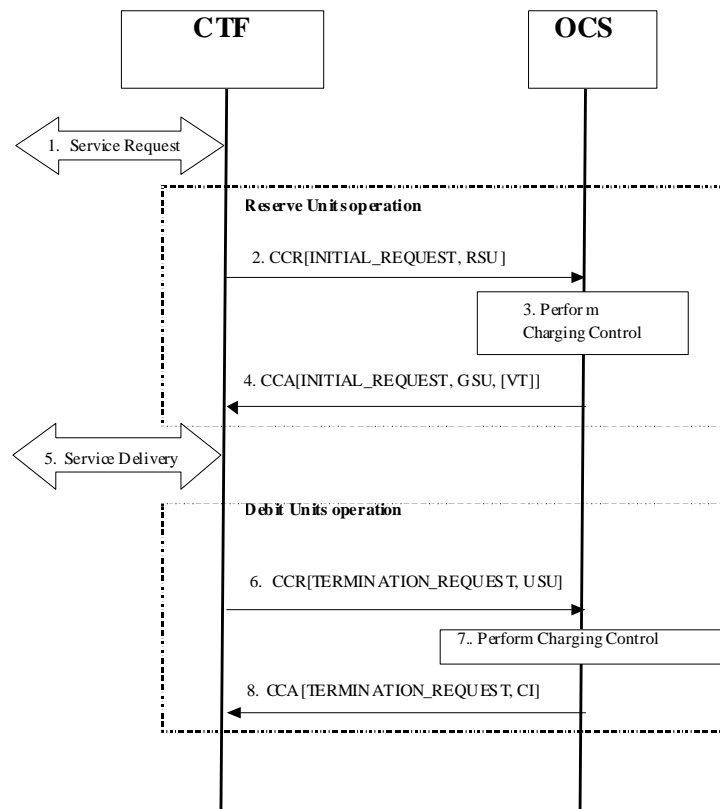 CTF
OCS
1. Service Request
Reserve Units operation
2. CCR[INITIAL_REQUEST, RSU]
3. Perform
Charging Control
4. CCA[INITIAL_REQUEST, GSU, [VT]]
5. Service Delivery
Debit Units operation
6. CCR[TERMINATION_REQUEST, USU]
7.. Perform Charging Control
8. CCA[TERMINATION_REQUEST, CI]